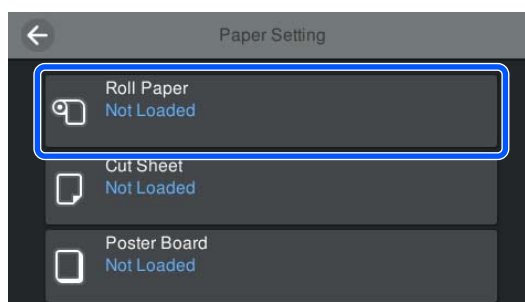 Paper Setting
Roll Paper
Not Loaded
Cut Sheet
Not Loaded
Poster Board
Not Loaded